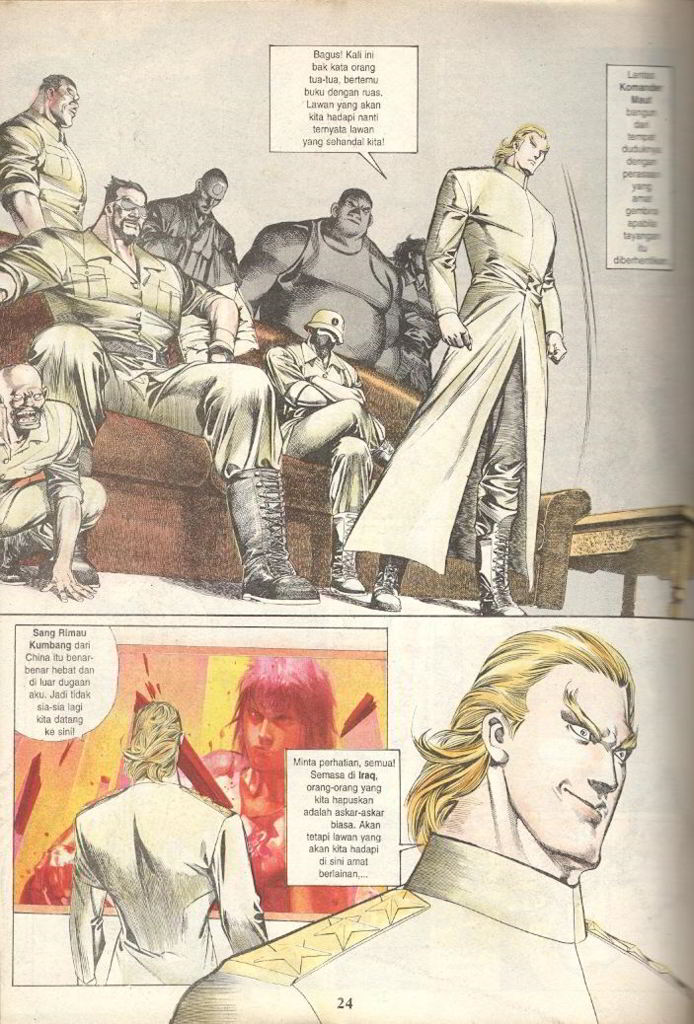 Bagus! Kali ini
bak kata orang
tua-tua, bertemu
buku dengan ruas.
Lawan yang akan
kita hadapi nanti
ternyata lawan
yang sehandal kita!
Lantas
Komander
Maut
bangun
dari
tempat
duduknya
dengan
perasaan
yang
amat
gembira
apabila
tayangan
itu
diberhentikan.
Sang Rimau
Kumbang dari
China itu benar-
benar hebat dan
di luar dugaan
aku. Jadi tidak
sia-sia lagi
kita datang
ke sini!
Minta perhatian, semua!
Semasa di Iraq,
orang-orang yang
kita hapuskan
adalah askar-askar
biasa. Akan
tetapi lawan yang
kita hadapi
di sini amat
berlainan,...
24